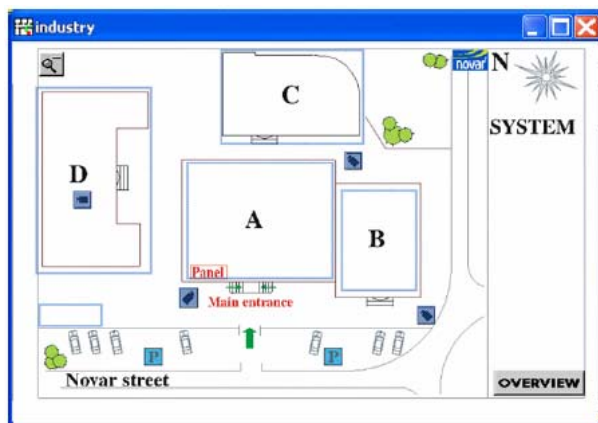 industry
novar
N
C
SYSTEM
D
A
B
Panel
Main entrance
P
P
Novar street
OVERVIEW